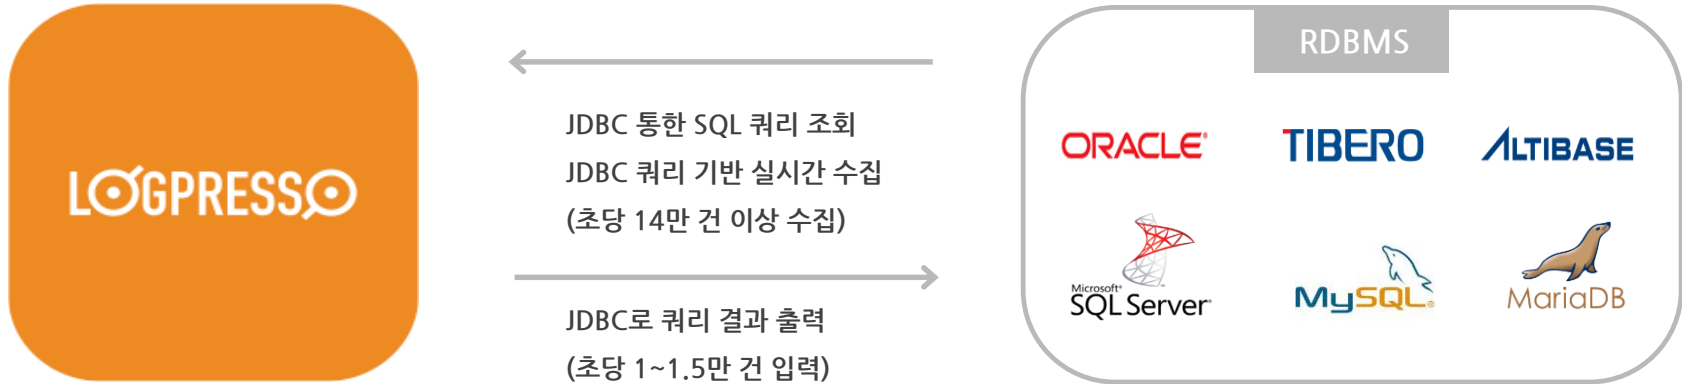 LOGPRESSO
JDBC 통한 SQL 쿼리 조회
JDBC 쿼리 기반 실시간 수집
(초당 14만 건 이상 수집)
JDBC로 쿼리 결과 출력
(초당 1~1.5만 건 입력)
RDBMS
ORACLE®
TIBERO
ALTIBASE
Microsoft®
SQL Server®
MySQL®
MariaDB